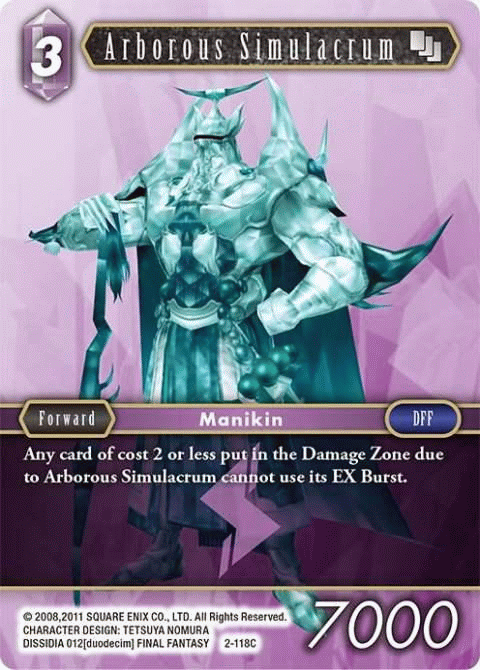 3
Arborous Simulacrum
Forward
Manikin
DFF
Any card of cost 2 or less put in the Damage Zone due
to Arborous Simulacrum cannot use its EX Burst.
© 2008,2011 SQUARE ENIX CO., LTD. All Rights Reserved.
CHARACTER DESIGN: TETSUYA NOMURA
DISSIDIA 012[duodecim] FINAL FANTASY
2-118C
7000